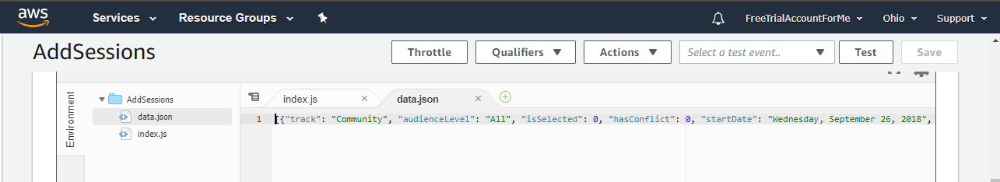 aws Services Resource Groups FreeTrialAccountForMe Ohio Support
AddSessions Throttle Qualifiers Actions Select a test event.. Test Save
Environment
AddSessions
data.json
index.js
index.js data.json
1 [{"track": "Community", "audienceLevel": "All", "isSelected": 0, "hasConflict": 0, "startDate": "Wednesday, September 26, 2018",